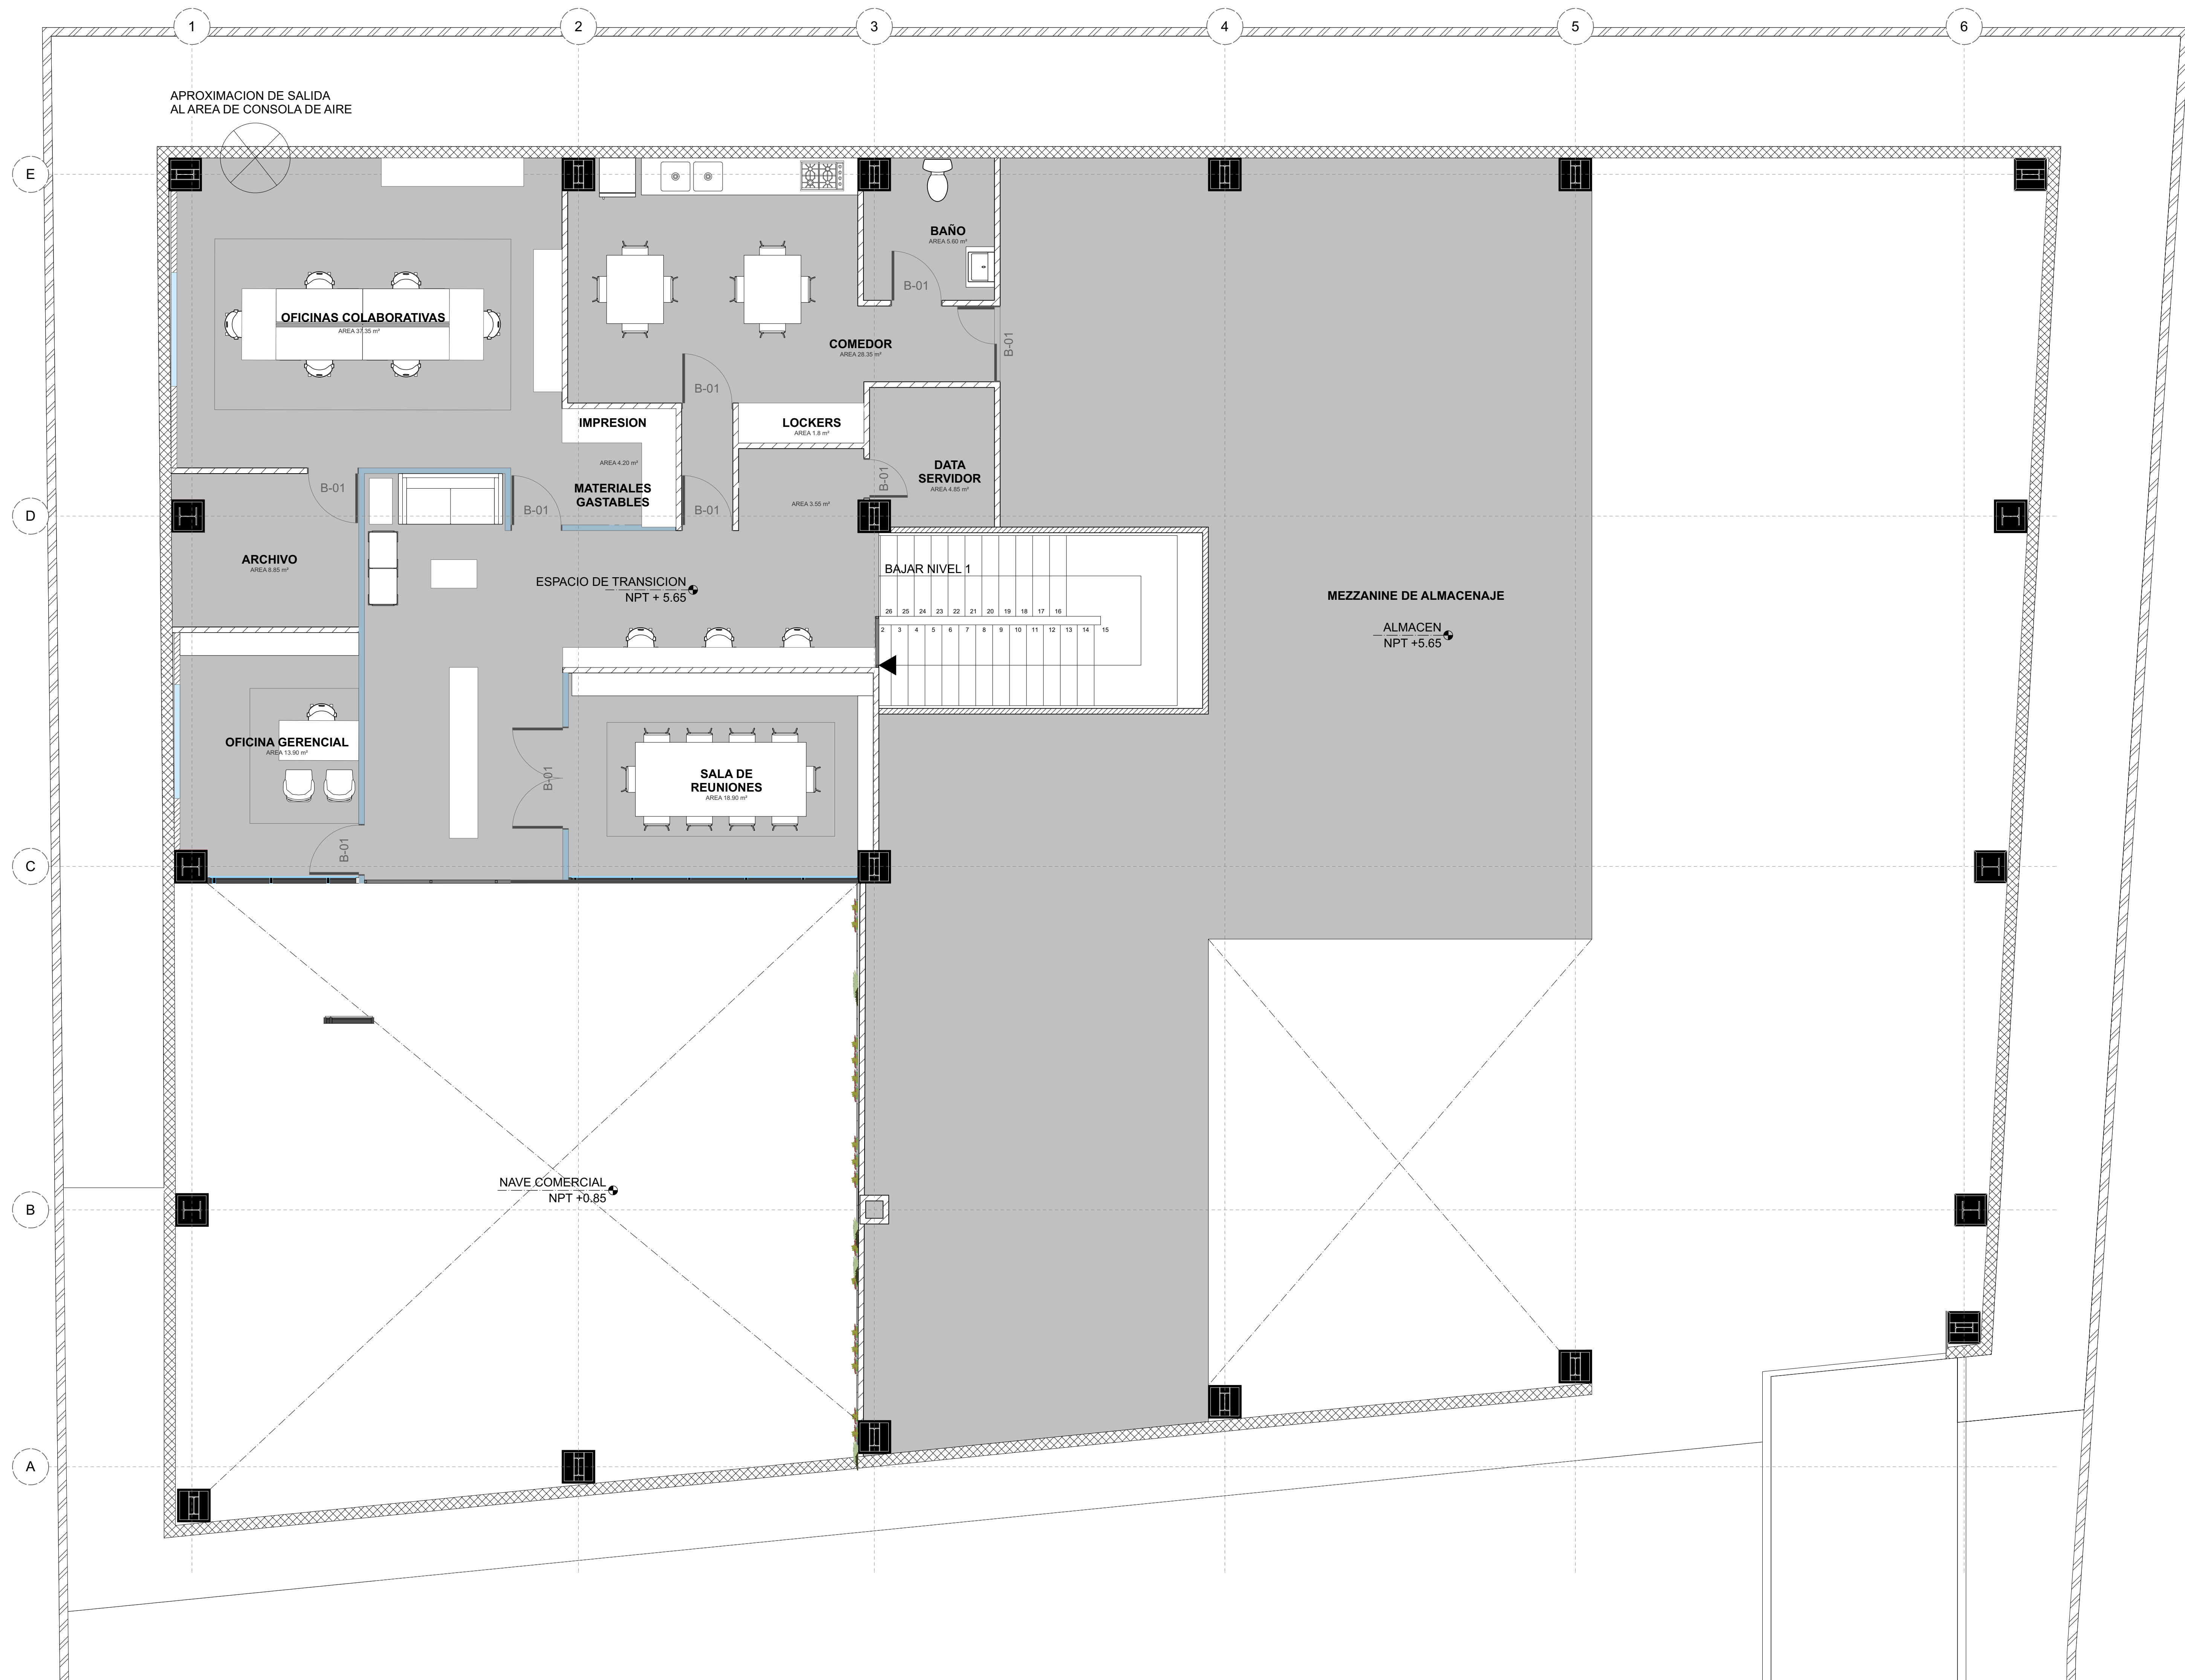 1
2
3
4
5
6
APROXIMACION DE SALIDA
AL AREA DE CONSOLA DE AIRE
E
BAÑO
AREA 5.60 m²
B-01
OFICINAS COLABORATIVAS
AREA 37.35 m²
COMEDOR
AREA 28.35 m²
B-01
B-01
IMPRESION
LOCKERS
AREA 1.8 m²
AREA 4.20 m²
DATA
SERVIDOR
AREA 4.85 m²
B-01
B-01
MATERIALES
GASTABLES
B-01
B-01
AREA 3.55 m²
D
ARCHIVO
AREA 8.85 m²
BAJAR NIVEL 1
ESPACIO DE TRANSICION
NPT + 5.65
MEZZANINE DE ALMACENAJE
26 25 24 23 22 21 20 19 18 17 16
2 3 4 5 6 7 8 9 10 11 12 13 14 15
ALMACEN
NPT +5.65
OFICINA GERENCIAL
AREA 13.90 m²
B-01
SALA DE
REUNIONES
AREA 18.90 m²
B-01
C
NAVE COMERCIAL
NPT +0.85
B
A